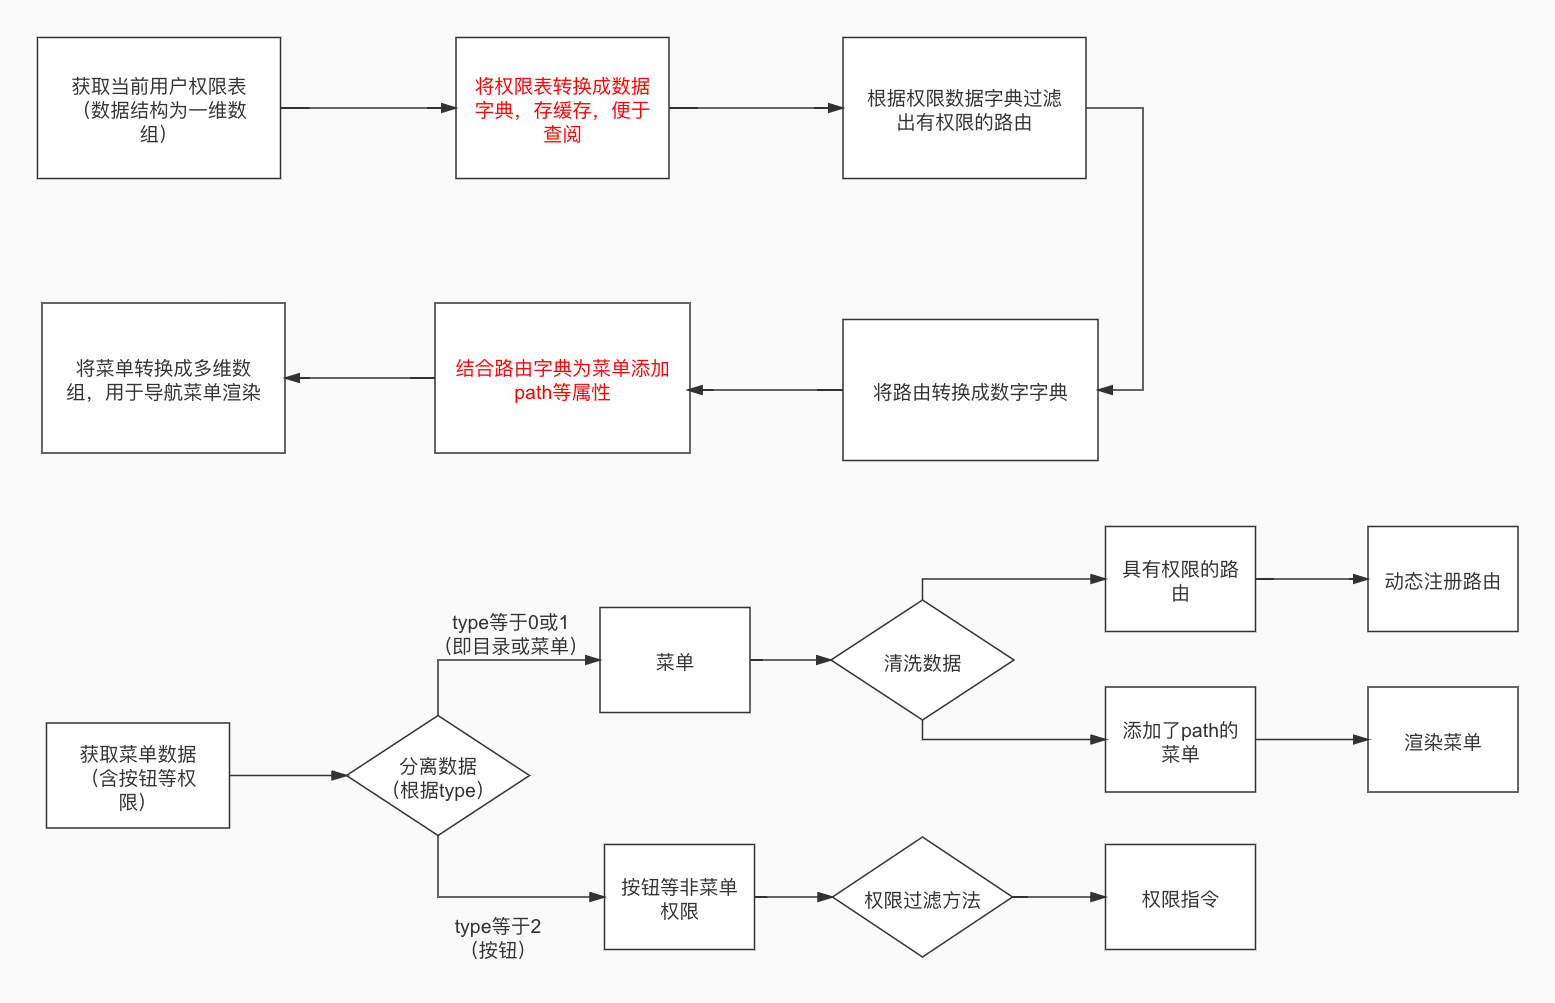 获取当前用户权限表
（数据结构为一维数
组）
将权限表转换成数据
字典，存缓存，便于
查阅
根据权限数据字典过滤
出有权限的路由
将菜单转换成多维数
组，用于导航菜单渲染
结合路由字典为菜单添加
path等属性
将路由转换成数字字典
获取菜单数据
（含按钮等权
限）
分离数据
（根据type）
type等于0或1
（即目录或菜单）
菜单
清洗数据
具有权限的路
由
动态注册路由
添加了path的
菜单
渲染菜单
type等于2
（按钮）
按钮等非菜单
权限
权限过滤方法
权限指令